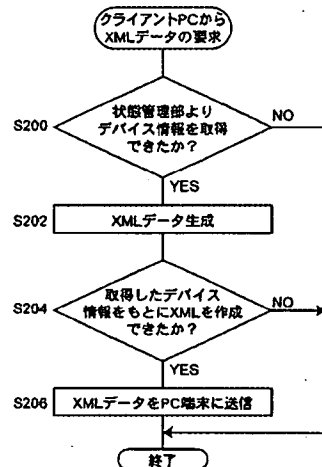 クライアントPCから
XMLデータの要求
S200
状態管理部より
デバイス情報を取得
できたか？
NO
YES
S202
XMLデータ生成
S204
取得したデバイス
情報をもとにXMLを作成
できたか？
NO
YES
S206
XMLデータをPC端末に送信
終了